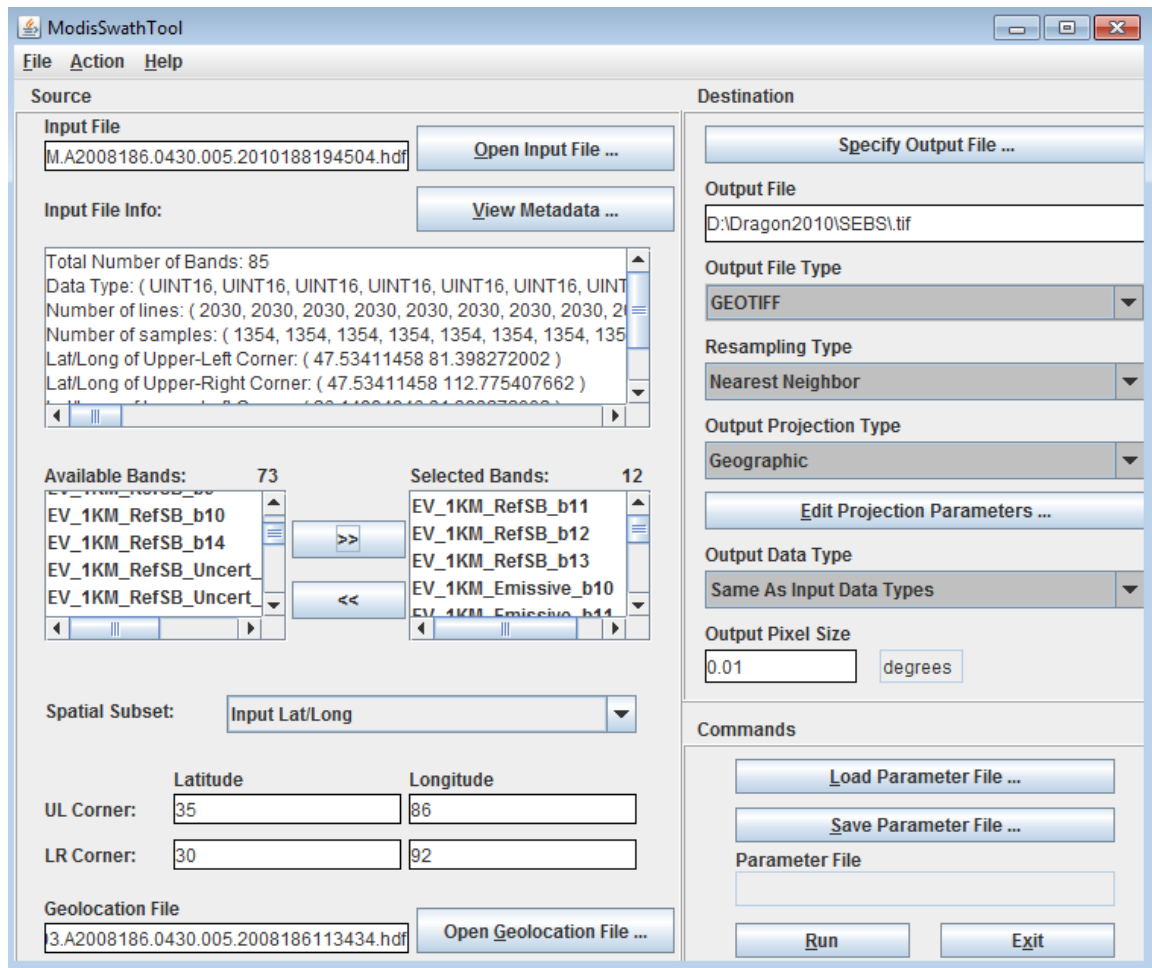 ModisSwathTool
File Action Help
Source
Input File
M.A2008186.0430.005.2010188194504.hdf
Open Input File ...
Input File Info:
View Metadata ...
Total Number of Bands: 85
Data Type: ( UINT16, UINT16, UINT16, UINT16, UINT16, UINT16, UINT
Number of lines: ( 2030, 2030, 2030, 2030, 2030, 2030, 2030, 2030, 2
Number of samples: ( 1354, 1354, 1354, 1354, 1354, 1354, 1354, 135
Lat/Long of Upper-Left Corner: ( 47.53411458 81.398272002 )
Lat/Long of Upper-Right Corner: ( 47.53411458 112.775407662 )
Available Bands: 73
EV_1KM_RefSB_b10
EV_1KM_RefSB_b14
EV_1KM_RefSB_Uncert_
EV_1KM_RefSB_Uncert_
>>
<<
Selected Bands: 12
EV_1KM_RefSB_b11
EV_1KM_RefSB_b12
EV_1KM_RefSB_b13
EV_1KM_Emissive_b10
EV_1KM_Emissive_b11
Spatial Subset: Input Lat/Long
Latitude Longitude
UL Corner: 35 86
LR Corner: 30 92
Geolocation File
3.A2008186.0430.005.2008186113434.hdf
Open Geolocation File ...
Destination
Specify Output File ...
Output File
D:\Dragon2010\SEBS\.tif
Output File Type
GEOTIFF
Resampling Type
Nearest Neighbor
Output Projection Type
Geographic
Edit Projection Parameters ...
Output Data Type
Same As Input Data Types
Output Pixel Size
0.01 degrees
Commands
Load Parameter File ...
Save Parameter File ...
Parameter File
Run Exit